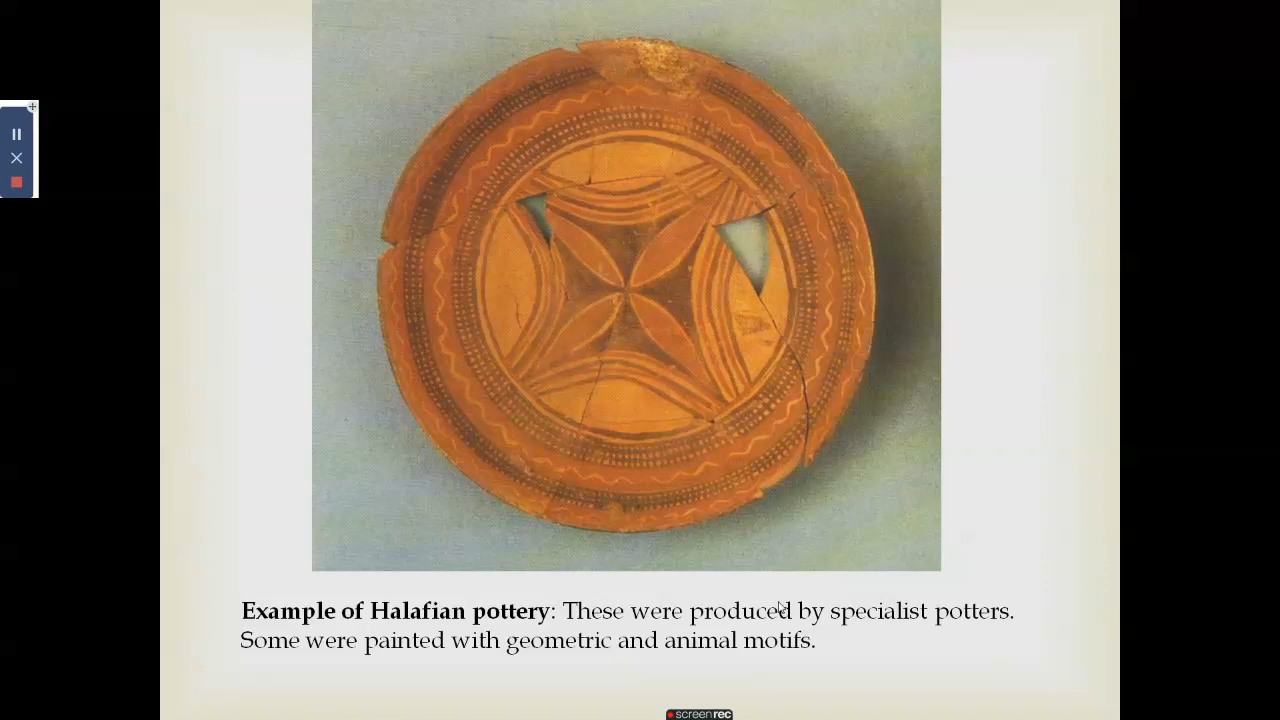 Example of Halafian pottery: These were produced by specialist potters.
Some were painted with geometric and animal motifs.
screenrec